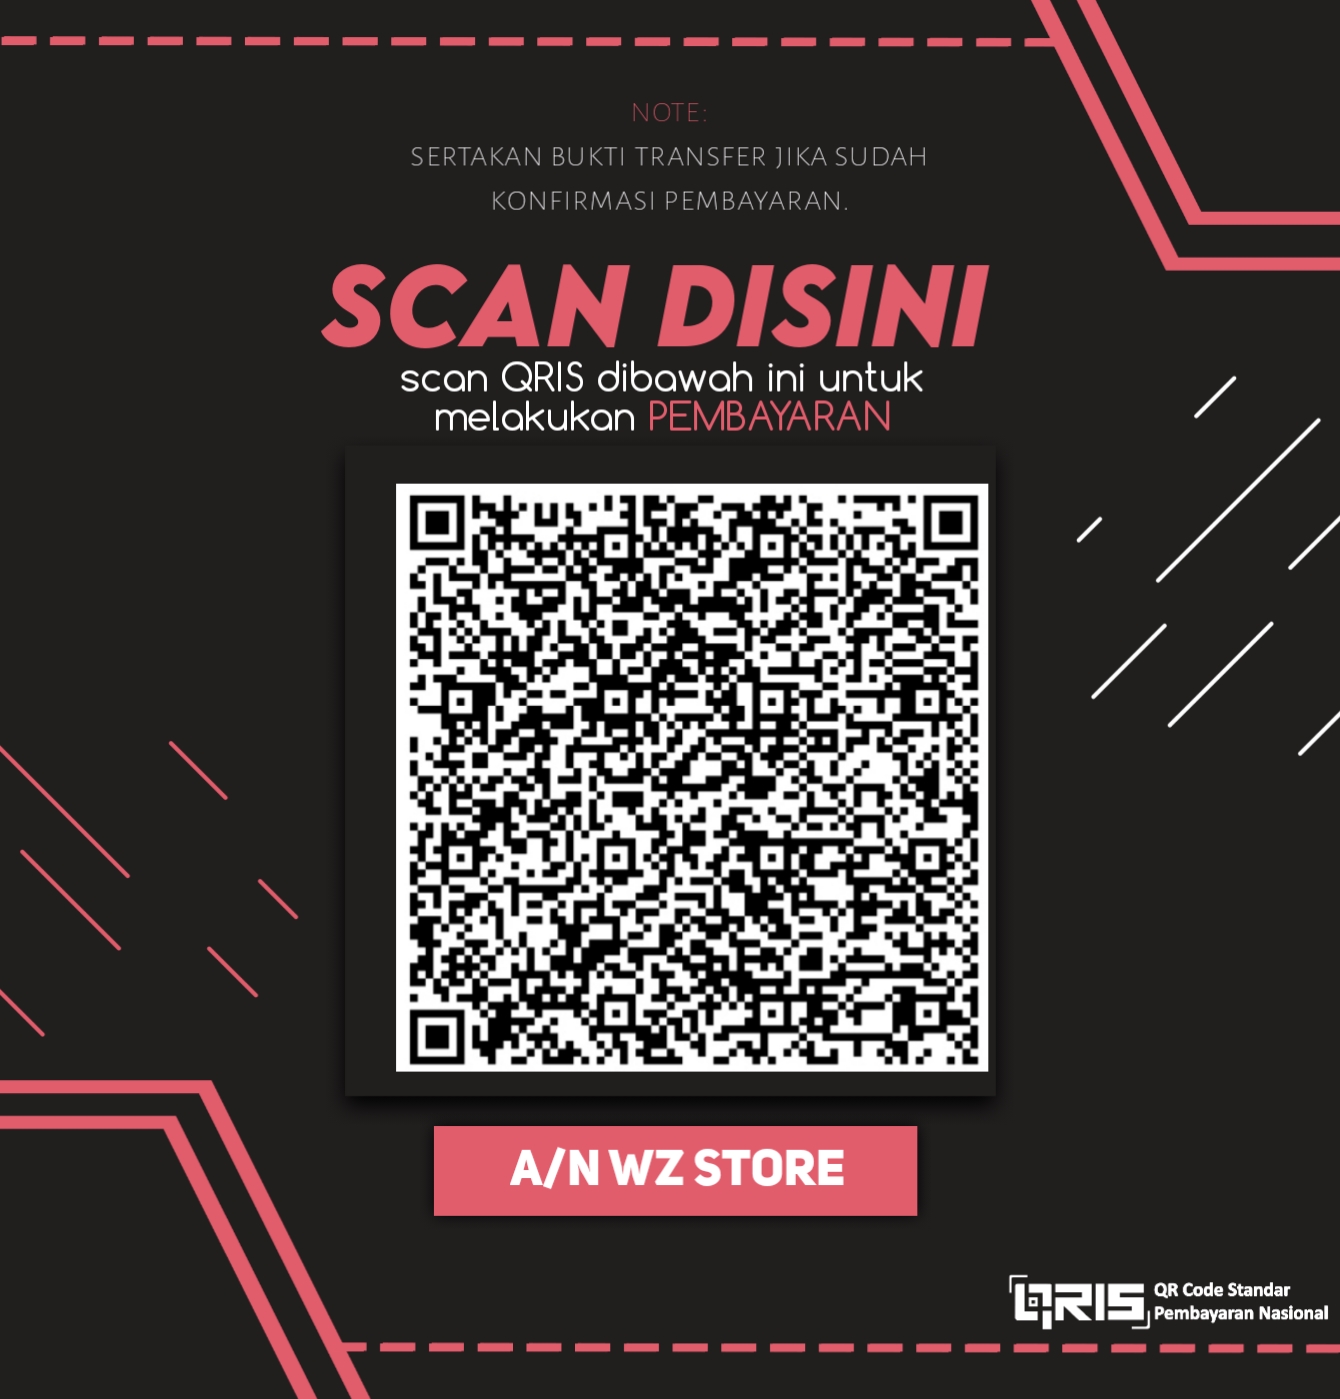 NOTE:
SERTAKAN BUKTI TRANSFER JIKA SUDAH
KONFIRMASI PEMBAYARAN.
SCAN DISINI
scan QRIS dibawah ini untuk
melakukan PEMBAYARAN
A/N WZ STORE
QRIS QR Code Standar
Pembayaran Nasional